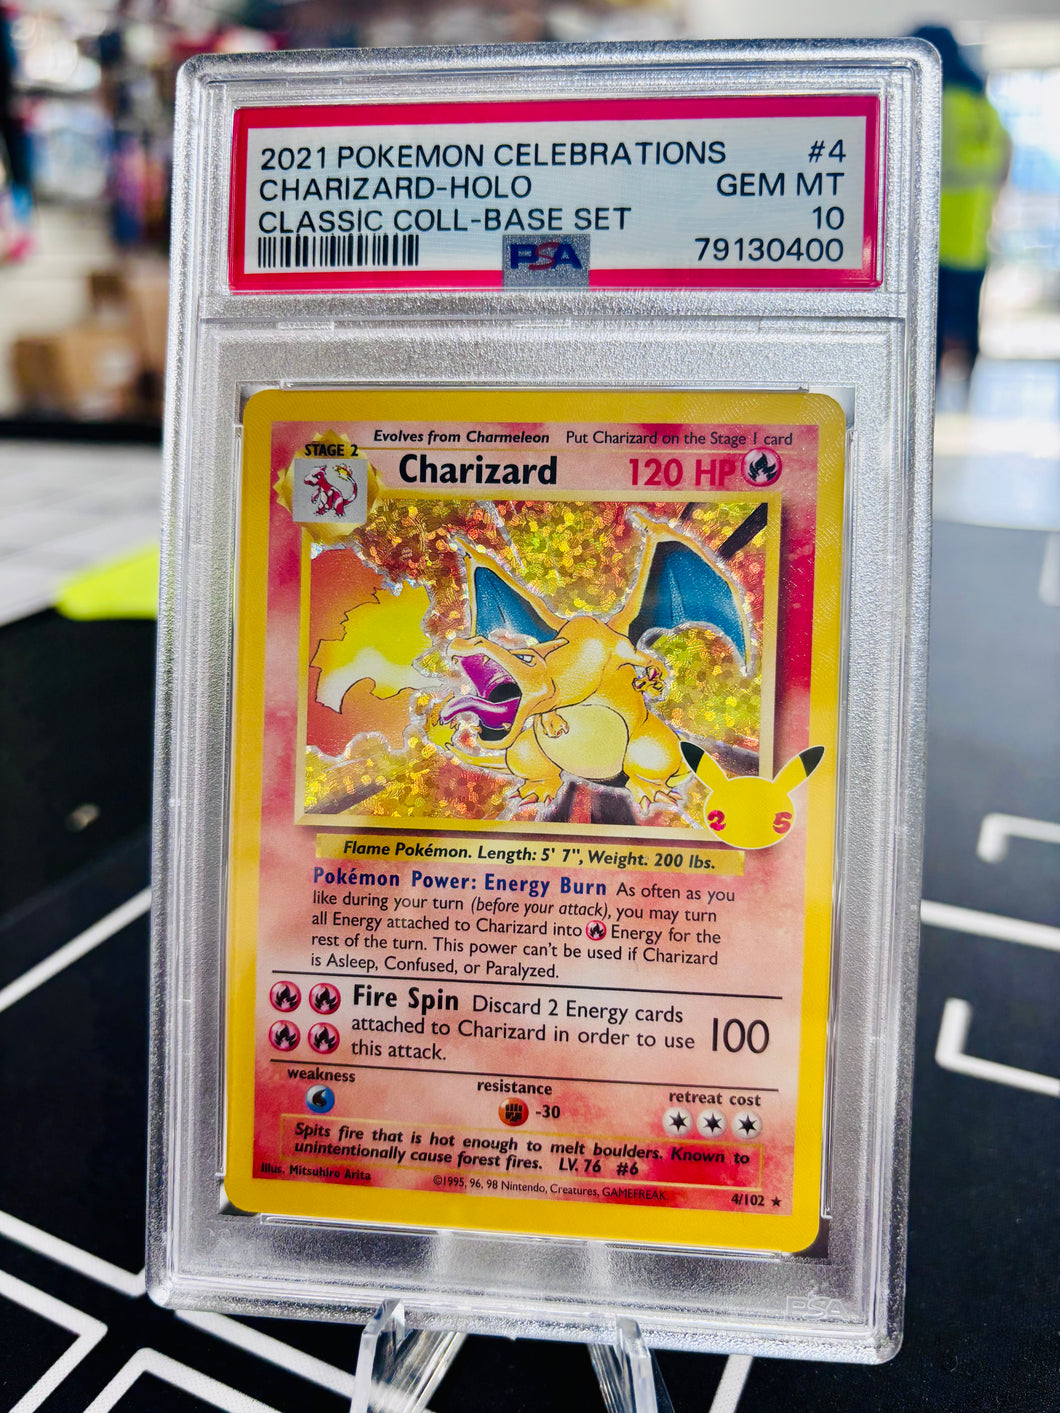 2021 POKEMON CELEBRATIONS #4
CHARIZARD-HOLO GEM MT
CLASSIC COLL-BASE SET 10
PSA 79130400
Evolves from Charmeleon Put Charizard on the Stage 1 card
STAGE 2
Charizard 120 HP
2 5
Flame Pokémon. Length: 5' 7", Weight: 200 lbs.
Pokémon Power: Energy Burn As often as you
like during your turn (before your attack), you may turn
all Energy attached to Charizard into Energy for the
rest of the turn. This power can't be used if Charizard
is Asleep, Confused, or Paralyzed.
Fire Spin Discard 2 Energy cards
attached to Charizard in order to use 100
this attack.
weakness resistance retreat cost
-30
Spits fire that is hot enough to melt boulders. Known to
unintentionally cause forest fires. LV. 76 #6
Illus. Mitsuhiro Arita ©1995, 96, 98 Nintendo, Creatures, GAMEFREAK 4/102 ★
PSA